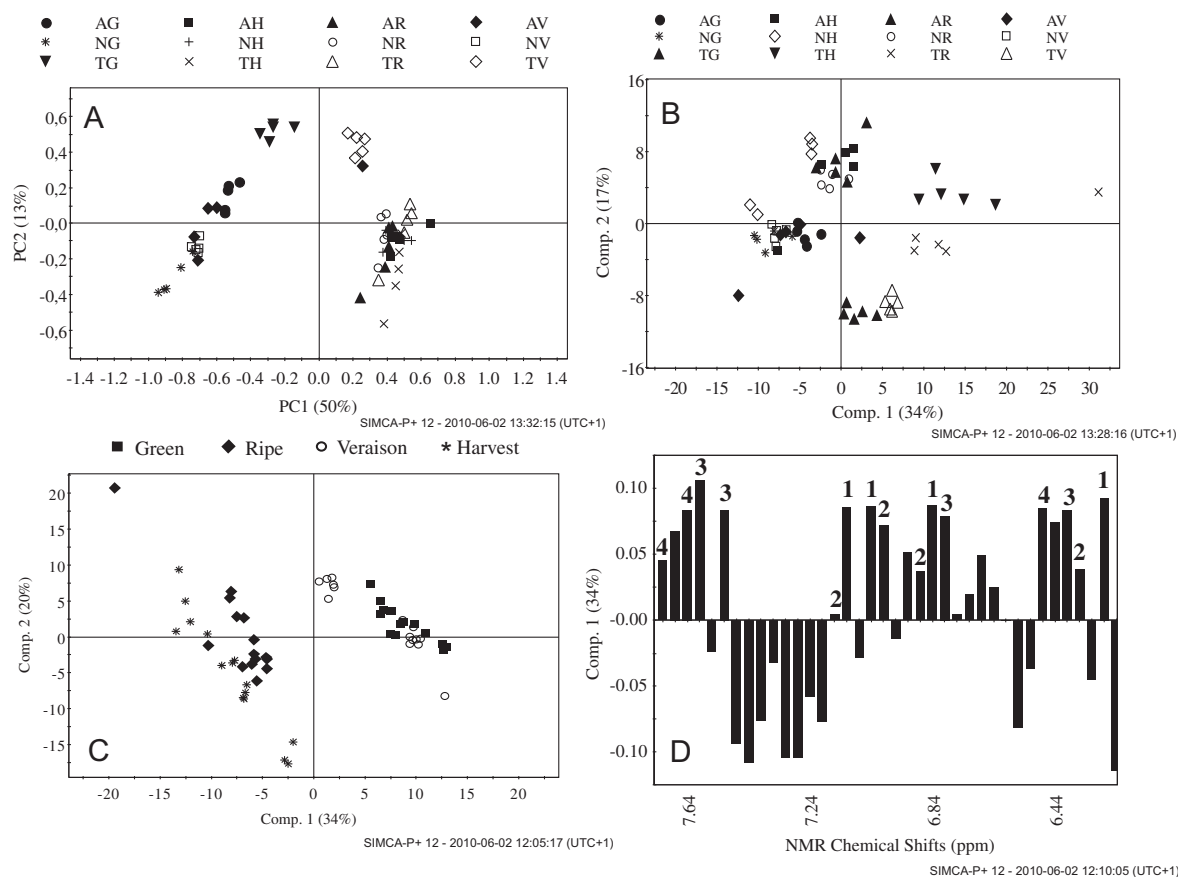 AG AH AR AV
NG NH NR NV
TG TH TR TV
A
0,6
0,4
0,2
-0,0
-0,2
-0,4
-0,6
PC2 (13%)
-1.4 -1.2 -1.0 -0.8 -0.6 -0.4 -0.2 0.0 0.2 0.4 0.6 0.8 1.0 1.2 1.4
PC1 (50%)
SIMCA-P+ 12 - 2010-06-02 13:32:15 (UTC+1)
AG AH AR AV
NG NH NR NV
TG TH TR TV
B
16
8
0
-8
-16
Comp. 2 (17%)
-20 -15 -10 -5 0 5 10 15 20 25 30
Comp. 1 (34%)
SIMCA-P+ 12 - 2010-06-02 13:28:16 (UTC+1)
Green Ripe Veraison Harvest
20
15
10
5
0
-5
-10
-15
Comp. 2 (20%)
C
-20 -15 -10 -5 0 5 10 15 20
Comp. 1 (34%)
SIMCA-P+ 12 - 2010-06-02 12:05:17 (UTC+1)
0.10
0.05
-0.00
-0.05
-0.10
Comp. 1 (34%)
4 4 3 3 2 1 1 2 2 1 3 4 3 2 1
D
7.64 7.24 6.84 6.44
NMR Chemical Shifts (ppm)
SIMCA-P+ 12 - 2010-06-02 12:10:05 (UTC+1)